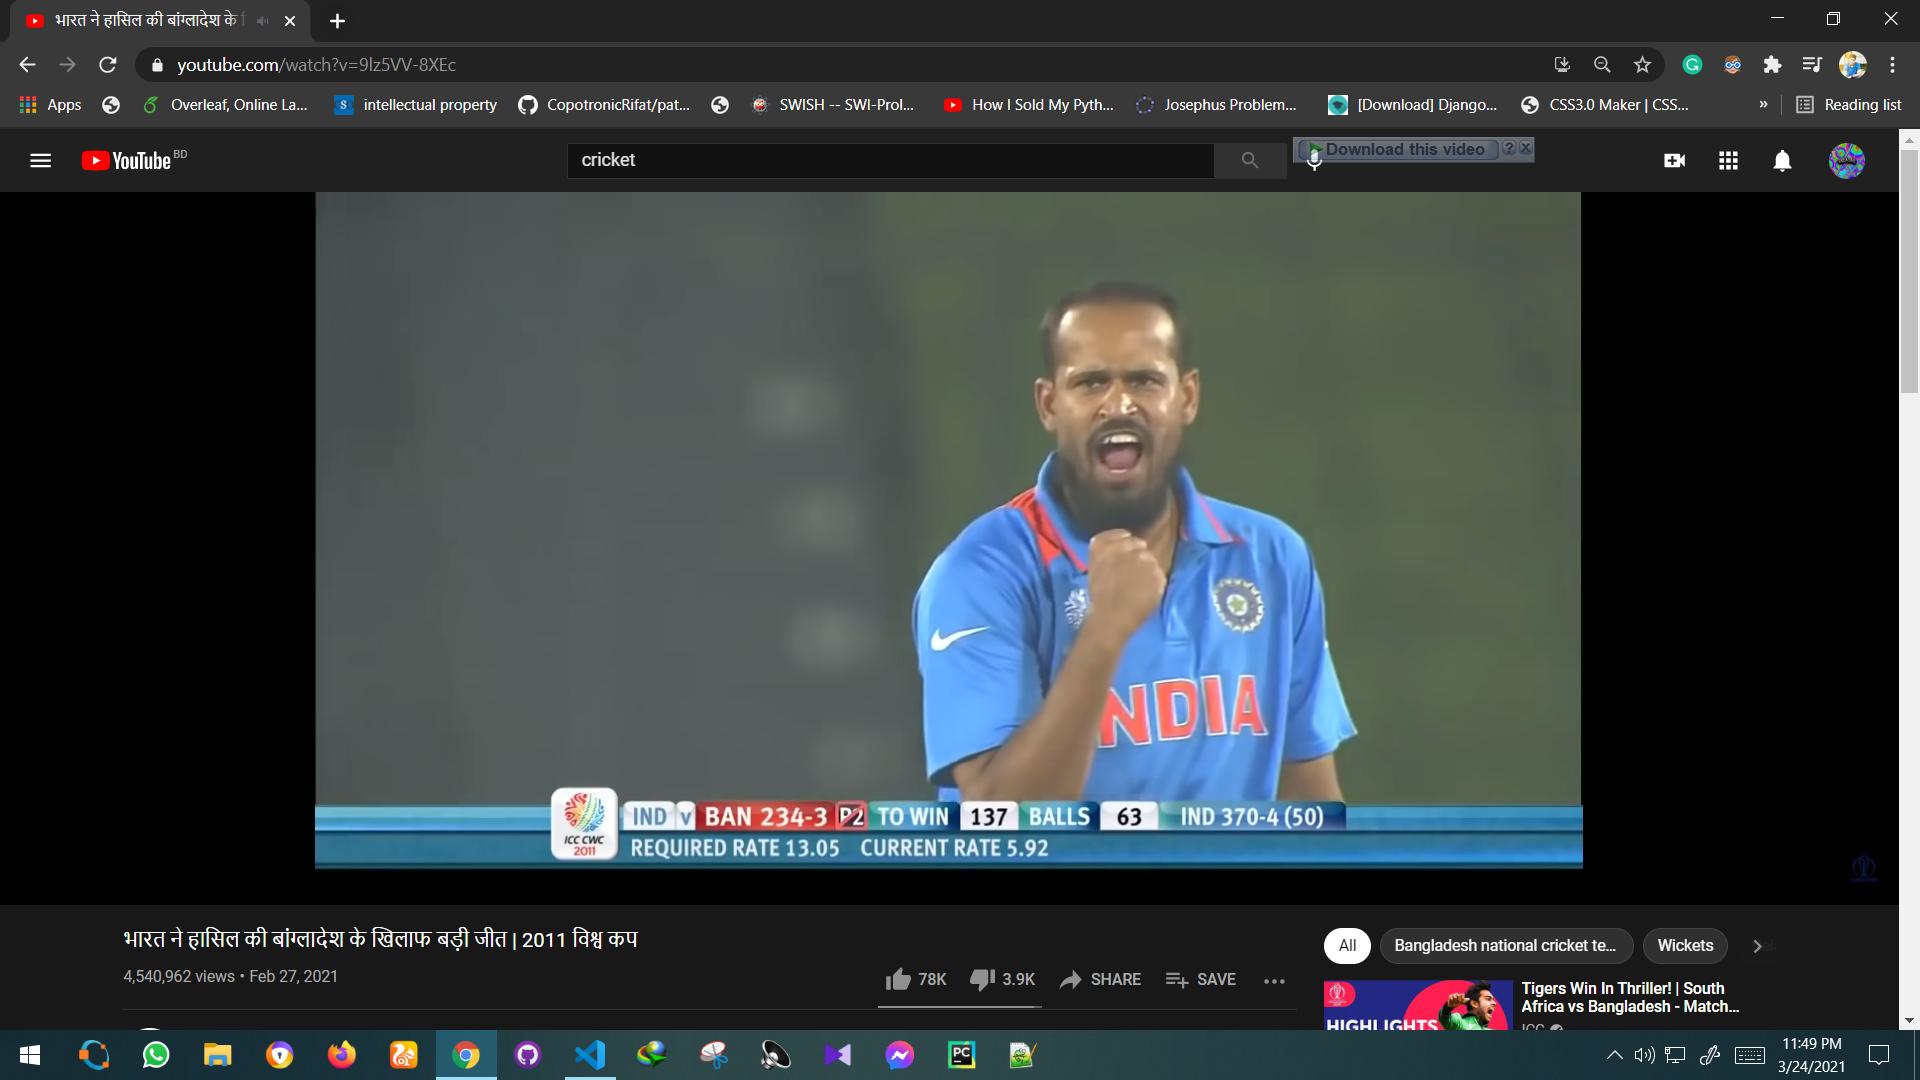 भारत ने हासिल की बांग्लादेश के
youtube.com/watch?v=9lz5VV-8XEc
Apps
Overleaf, Online La...
intellectual property
CopotronicRifat/pat...
SWISH -- SWI-Prol...
How I Sold My Pyth...
Josephus Problem...
[Download] Django...
CSS3.0 Maker | CSS...
»
Reading list
YouTube BD
cricket
Download this video
INDIA
ICC CWC
2011
IND v BAN 234-3 P2 TO WIN 137 BALLS 63 IND 370-4 (50)
REQUIRED RATE 13.05 CURRENT RATE 5.92
भारत ने हासिल की बांग्लादेश के खिलाफ बड़ी जीत | 2011 विश्व कप
4,540,962 views • Feb 27, 2021
78K
3.9K
SHARE
SAVE
All
Bangladesh national cricket te...
Wickets
HIGHLIGHTS
Tigers Win In Thriller! | South
Africa vs Bangladesh - Match...
ICC
11:49 PM
3/24/2021